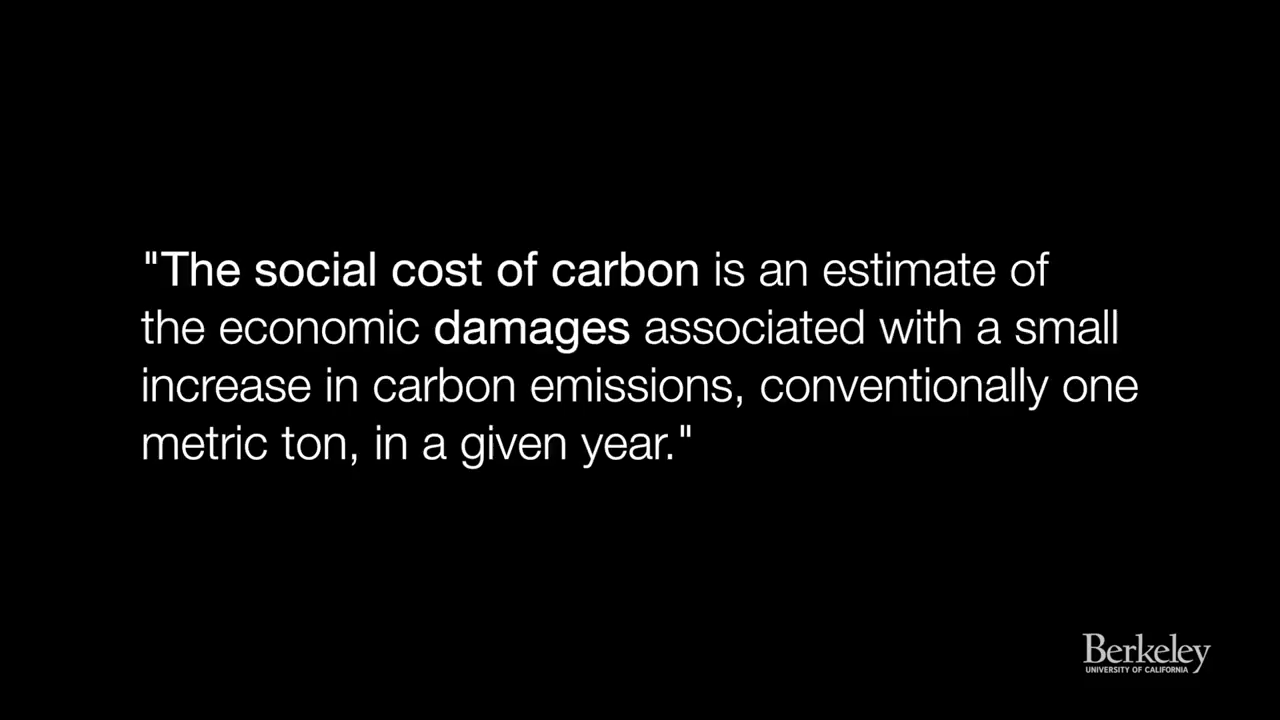 "The social cost of carbon is an estimate of
the economic damages associated with a small
increase in carbon emissions, conventionally one
metric ton, in a given year."
Berkeley
UNIVERSITY OF CALIFORNIA